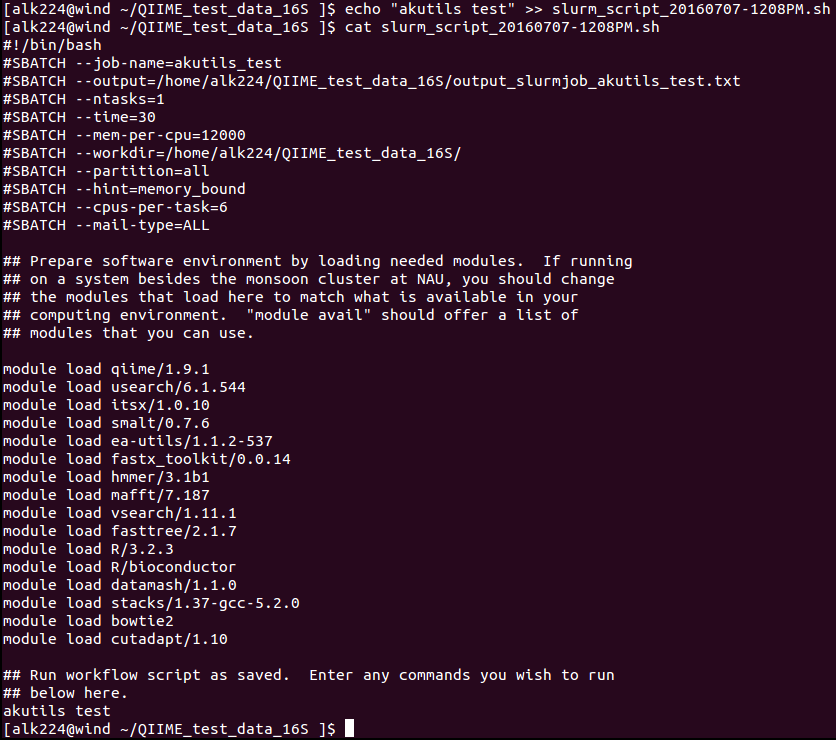 [alk224@wind ~/QIIME_test_data_16S ]$ echo "akutils test" >> slurm_script_20160707-1208PM.sh
[alk224@wind ~/QIIME_test_data_16S ]$ cat slurm_script_20160707-1208PM.sh
#!/bin/bash
#SBATCH --job-name=akutils_test
#SBATCH --output=/home/alk224/QIIME_test_data_16S/output_slurmjob_akutils_test.txt
#SBATCH --ntasks=1
#SBATCH --time=30
#SBATCH --mem-per-cpu=12000
#SBATCH --workdir=/home/alk224/QIIME_test_data_16S/
#SBATCH --partition=all
#SBATCH --hint=memory_bound
#SBATCH --cpus-per-task=6
#SBATCH --mail-type=ALL
## Prepare software environment by loading needed modules.  If running
## on a system besides the monsoon cluster at NAU, you should change
## the modules that load here to match what is available in your
## computing environment.  "module avail" should offer a list of
## modules that you can use.
module load qiime/1.9.1
module load usearch/6.1.544
module load itsx/1.0.10
module load smalt/0.7.6
module load ea-utils/1.1.2-537
module load fastx_toolkit/0.0.14
module load hmmer/3.1b1
module load mafft/7.187
module load vsearch/1.11.1
module load fasttree/2.1.7
module load R/3.2.3
module load R/bioconductor
module load datamash/1.1.0
module load stacks/1.37-gcc-5.2.0
module load bowtie2
module load cutadapt/1.10
## Run workflow script as saved.  Enter any commands you wish to run
## below here.
akutils test
[alk224@wind ~/QIIME_test_data_16S ]$